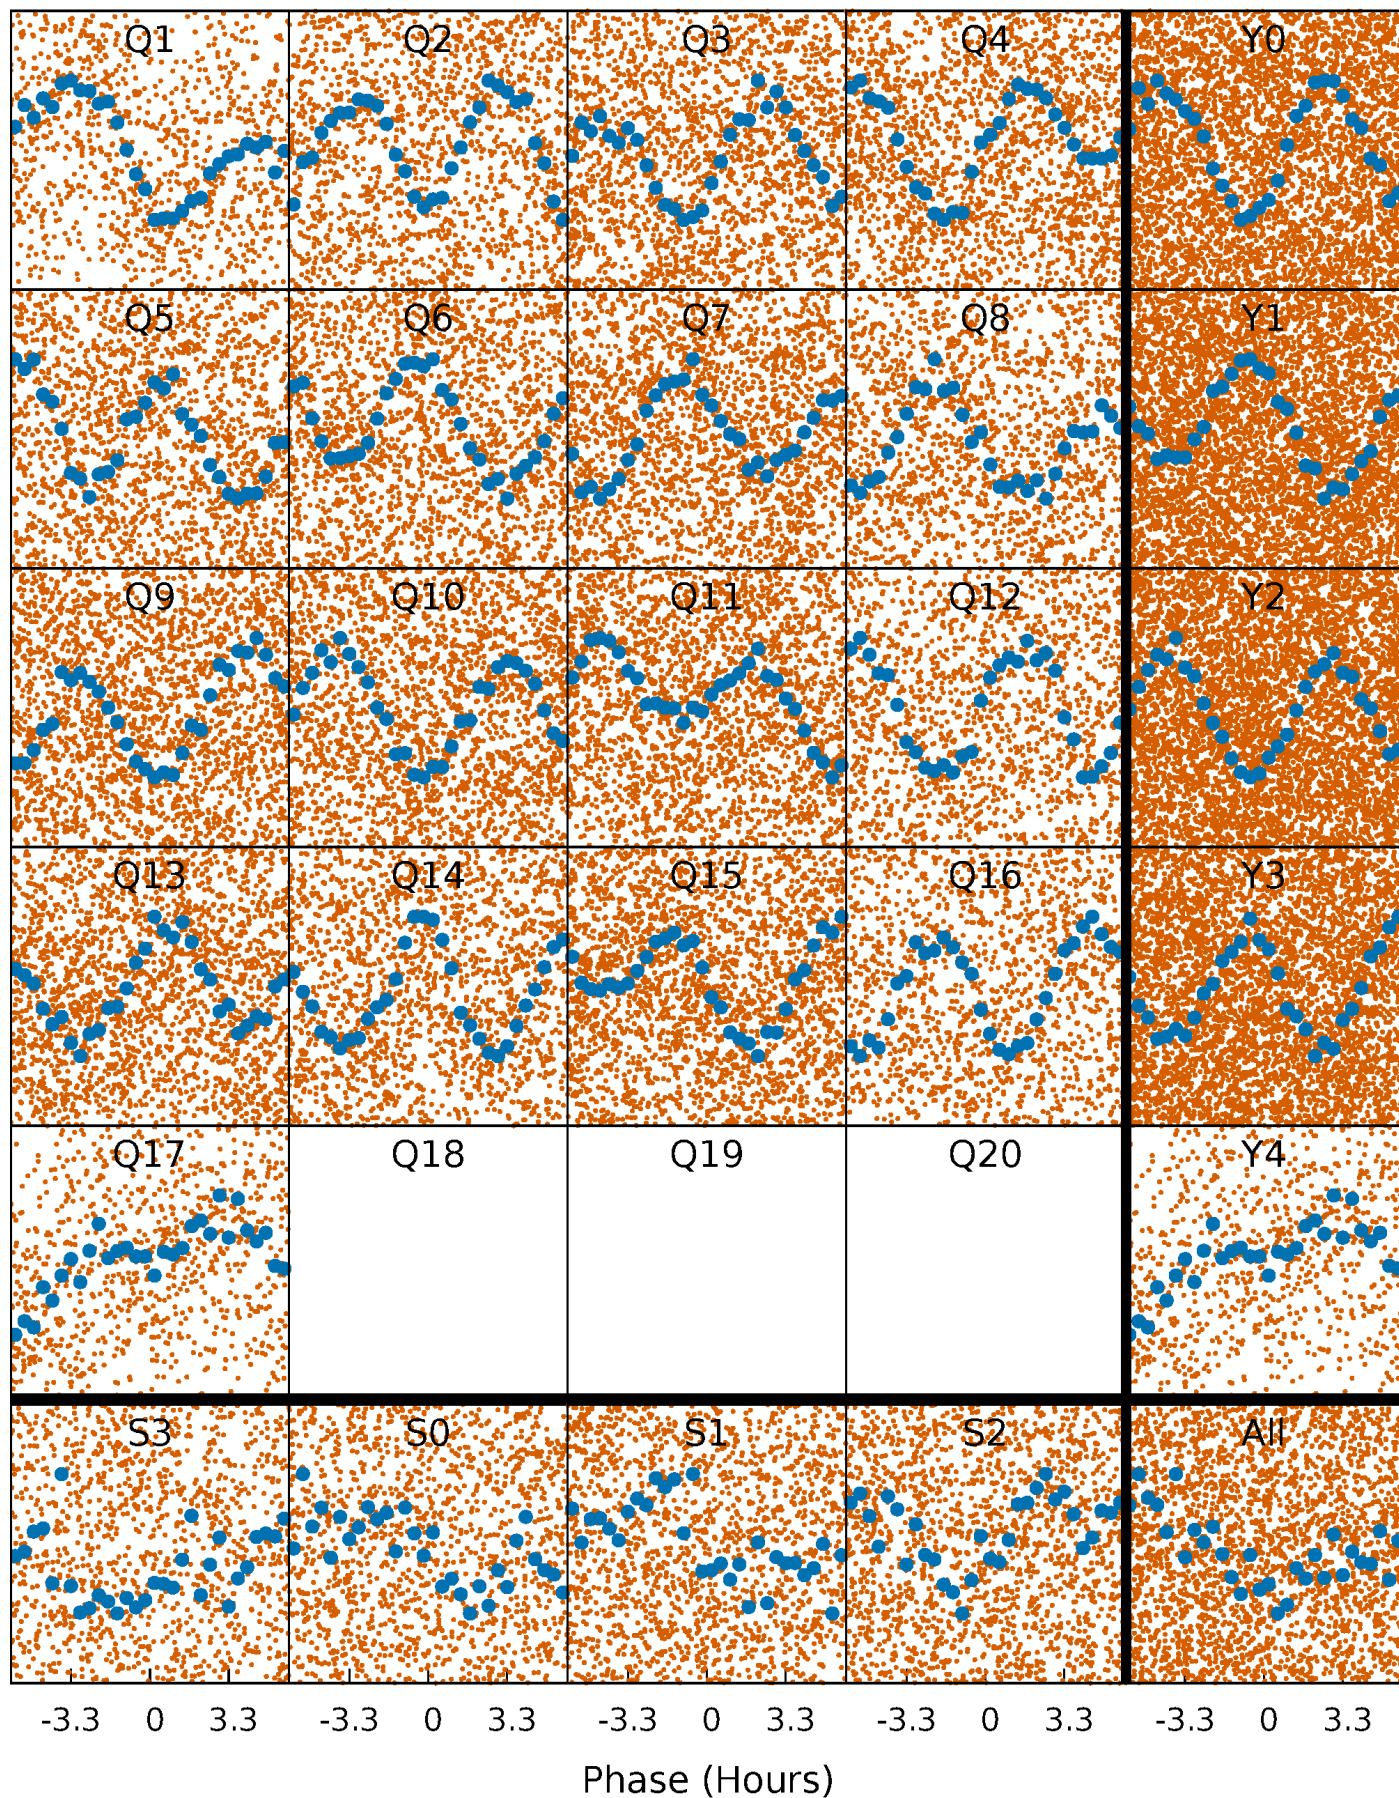 Q1 Q2 Q3 Q4 Y0
Q5 Q6 Q7 Q8 Y1
Q9 Q10 Q11 Q12 Y2
Q13 Q14 Q15 Q16 Y3
Q17 Q18 Q19 Q20 Y4
S3 S0 S1 S2 All
-3.3 0 3.3 -3.3 0 3.3 -3.3 0 3.3 -3.3 0 3.3 -3.3 0 3.3
Phase (Hours)